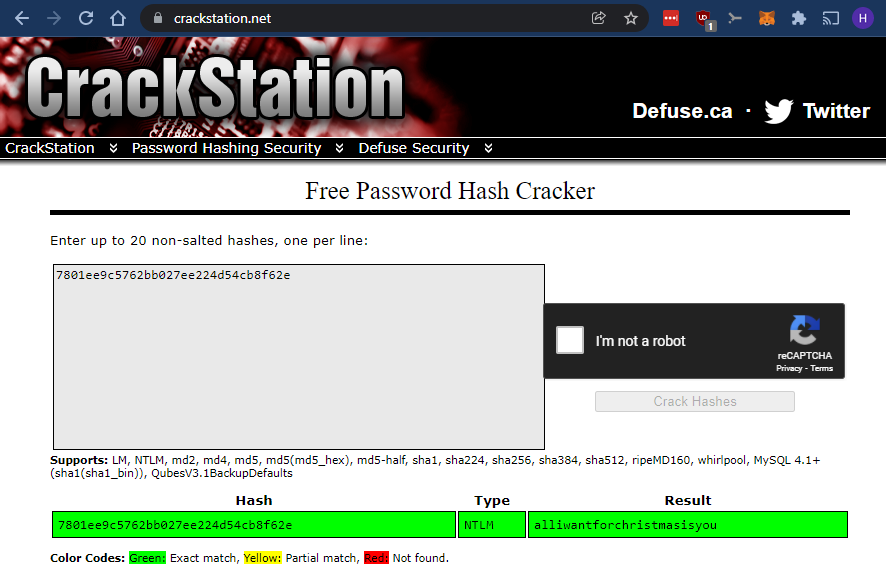 crackstation.net
UD
1
H
CrackStation
Defuse.ca · Twitter
CrackStation Password Hashing Security Defuse Security
Free Password Hash Cracker
Enter up to 20 non-salted hashes, one per line:
7801ee9c5762bb027ee224d54cb8f62e
I'm not a robot
reCAPTCHA
Privacy - Terms
Crack Hashes
Supports: LM, NTLM, md2, md4, md5, md5(md5_hex), md5-half, sha1, sha224, sha256, sha384, sha512, ripeMD160, whirlpool, MySQL 4.1+
(sha1(sha1_bin)), QubesV3.1BackupDefaults
Hash Type Result
7801ee9c5762bb027ee224d54cb8f62e NTLM alliwantforchristmasisyou
Color Codes: Green: Exact match, Yellow: Partial match, Red: Not found.